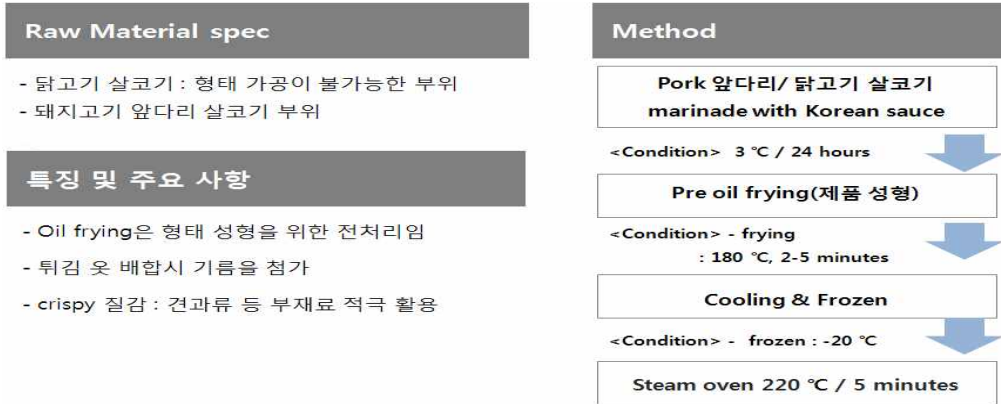 Raw Material spec
- 닭고기 살코기 : 형태 가공이 불가능한 부위
- 돼지고기 앞다리 살코기 부위
특징 및 주요 사항
- Oil frying은 형태 성형을 위한 전처리임
- 튀김 옷 배합시 기름을 첨가
- crispy 질감 : 견과류 등 부재료 적극 활용
Method
Pork 앞다리/ 닭고기 살코기
marinade with Korean sauce
<Condition> 3 ℃ / 24 hours
Pre oil frying(제품 성형)
<Condition> - frying
: 180 ℃, 2-5 minutes
Cooling & Frozen
<Condition> - frozen : -20 ℃
Steam oven 220 ℃ / 5 minutes